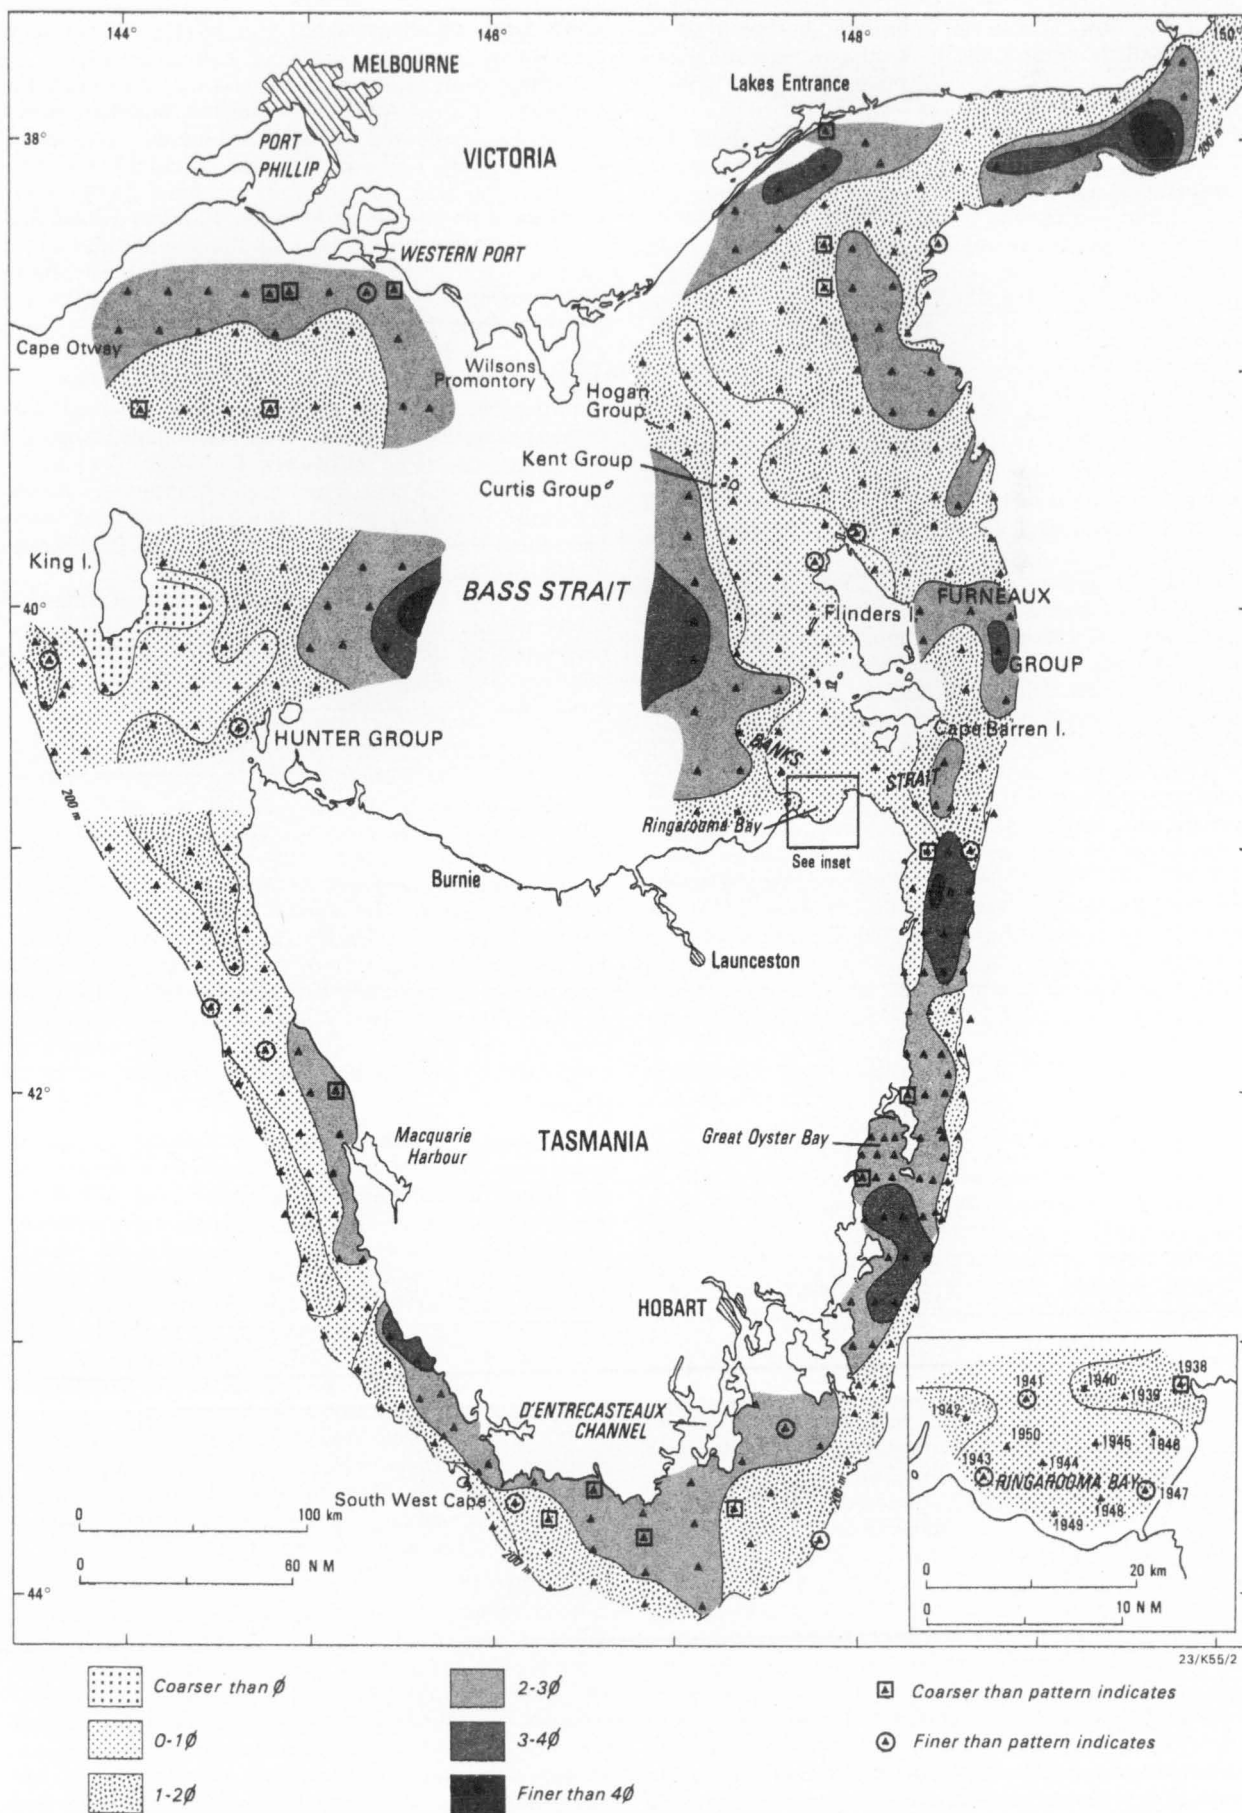 144°
146°
148°
150°
MELBOURNE
Lakes Entrance
38°
PORT
PHILLIP
VICTORIA
200 m
WESTERN PORT
Cape Otway
Wilsons
Promontory
Hogan
Group
Kent Group
Curtis Group
King I.
BASS STRAIT
40°
Flinders I.
FURNEAUX
GROUP
HUNTER GROUP
Cape Barren I.
BANKS
STRAIT
200 m
Ringarooma Bay
See inset
Burnie
Launceston
42°
Macquarie
Harbour
TASMANIA
Great Oyster Bay
HOBART
D'ENTRECASTEAUX
CHANNEL
South West Cape
200 m
200 m
0 100 km
0 60 N M
44°
1938
1941
1940
1939
1942
1950
1945
1946
1943
1944
RINGAROOMA BAY
1947
1948
1949
0 20 km
0 10 N M
23/K55/2
Coarser than Ø
2-3Ø
Coarser than pattern indicates
0-1Ø
3-4Ø
Finer than pattern indicates
1-2Ø
Finer than 4Ø